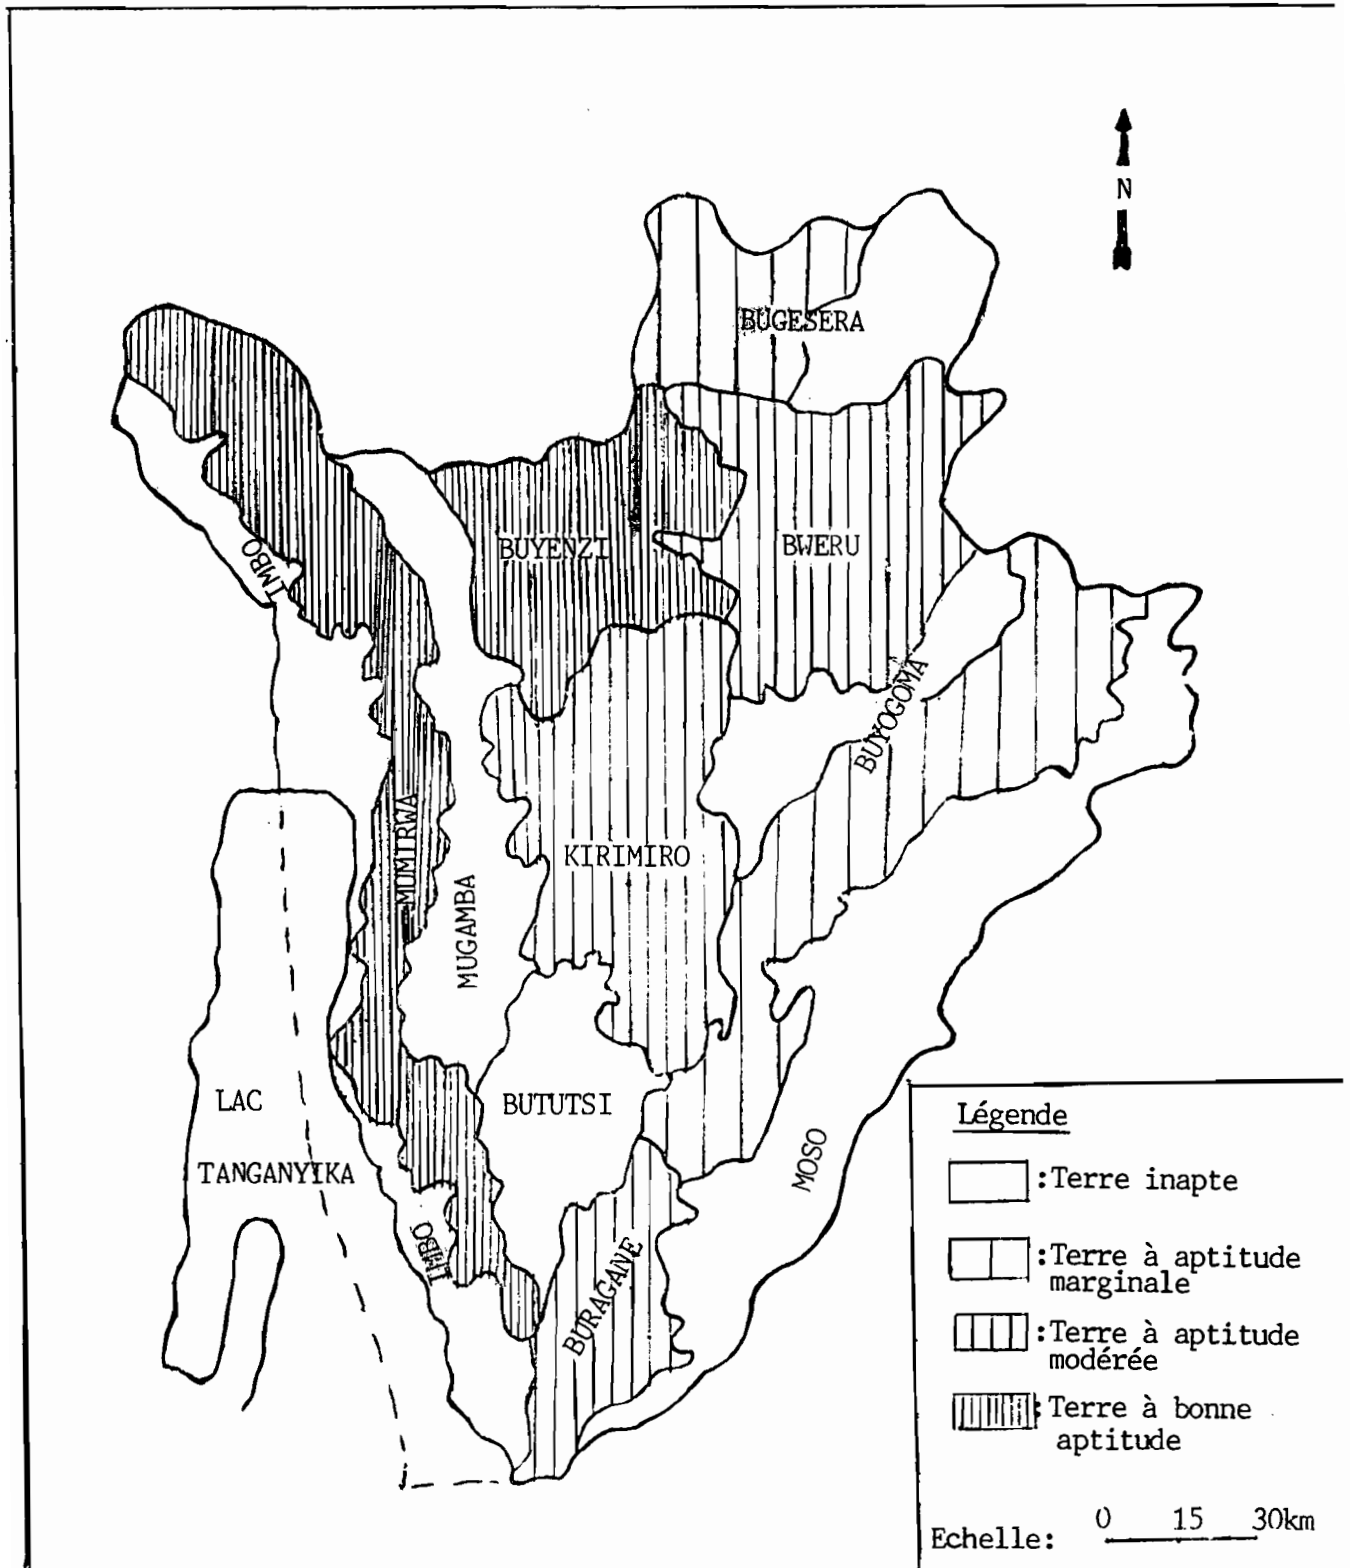 N
BUGESERA
IMBO
BUYENZI
BWERU
BUYOGOMA
MUMIRWA
KIRIMIRO
MUGAMBA
LAC
TANGANYIKA
BUTUTSI
MOSO
IMBO
BURAGANE
Légende
:Terre inapte
:Terre à aptitude
marginale
:Terre à aptitude
modérée
:Terre à bonne
aptitude
Echelle: 0 15 30km